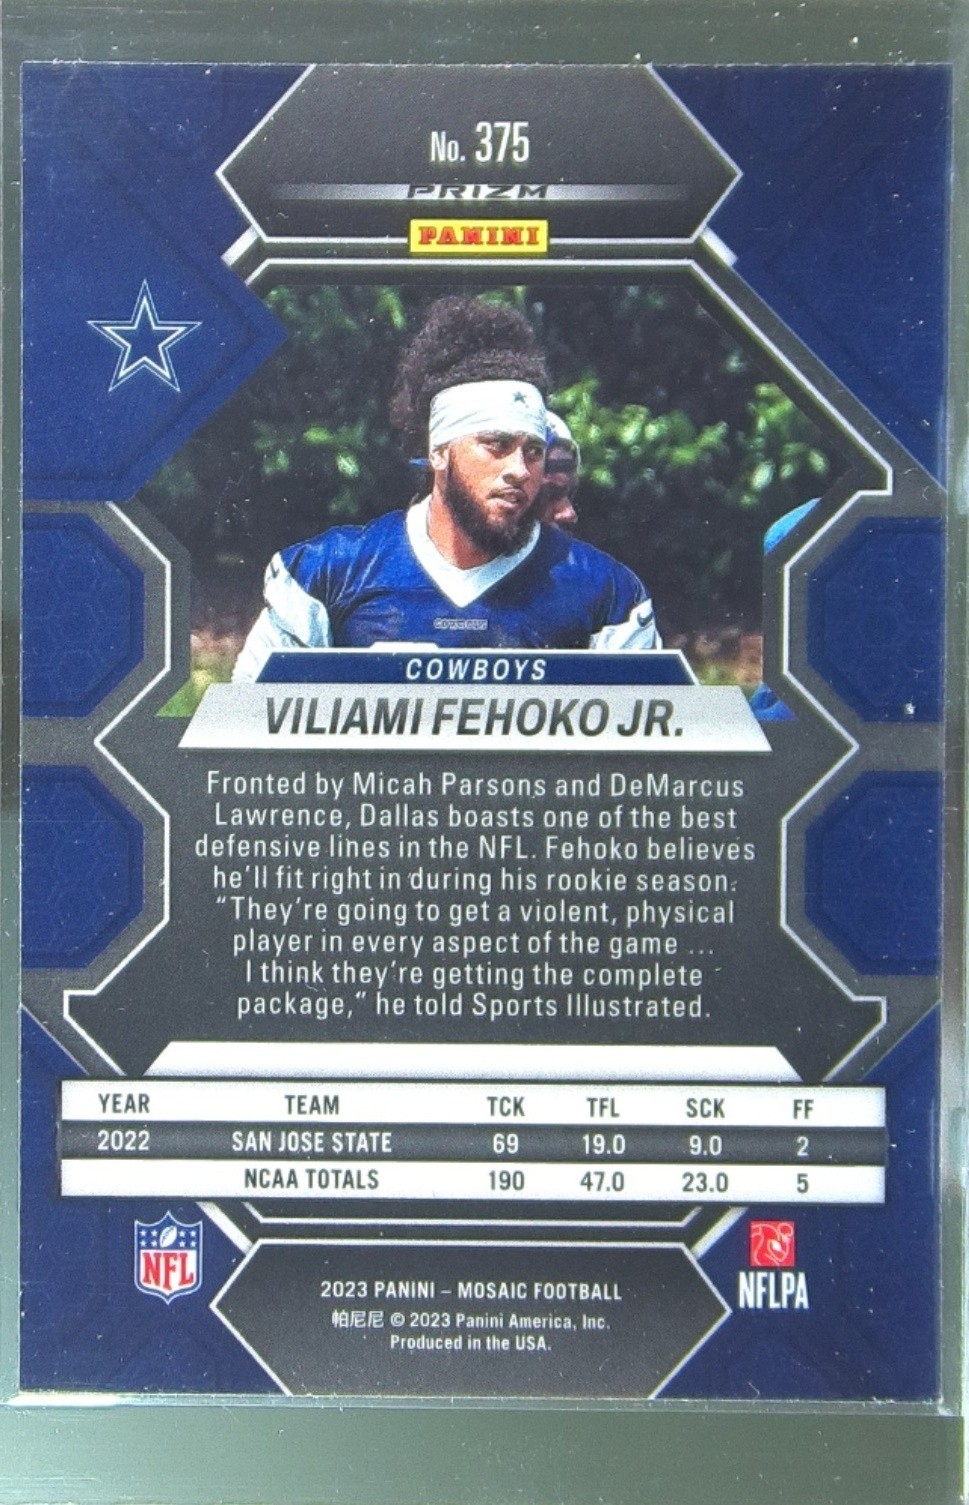 No. 375
PRIZM
PANINI
COWBOYS
COWBOYS
VILIAMI FEHOKO JR.
Fronted by Micah Parsons and DeMarcus
Lawrence, Dallas boasts one of the best
defensive lines in the NFL. Fehoko believes
he'll fit right in during his rookie season.
“They're going to get a violent, physical
player in every aspect of the game ...
I think they're getting the complete
package,” he told Sports Illustrated.
YEAR TEAM TCK TFL SCK FF
2022 SAN JOSE STATE 69 19.0 9.0 2
NCAA TOTALS 190 47.0 23.0 5
NFL
NFLPA
2023 PANINI – MOSAIC FOOTBALL
帕尼尼 © 2023 Panini America, Inc.
Produced in the USA.